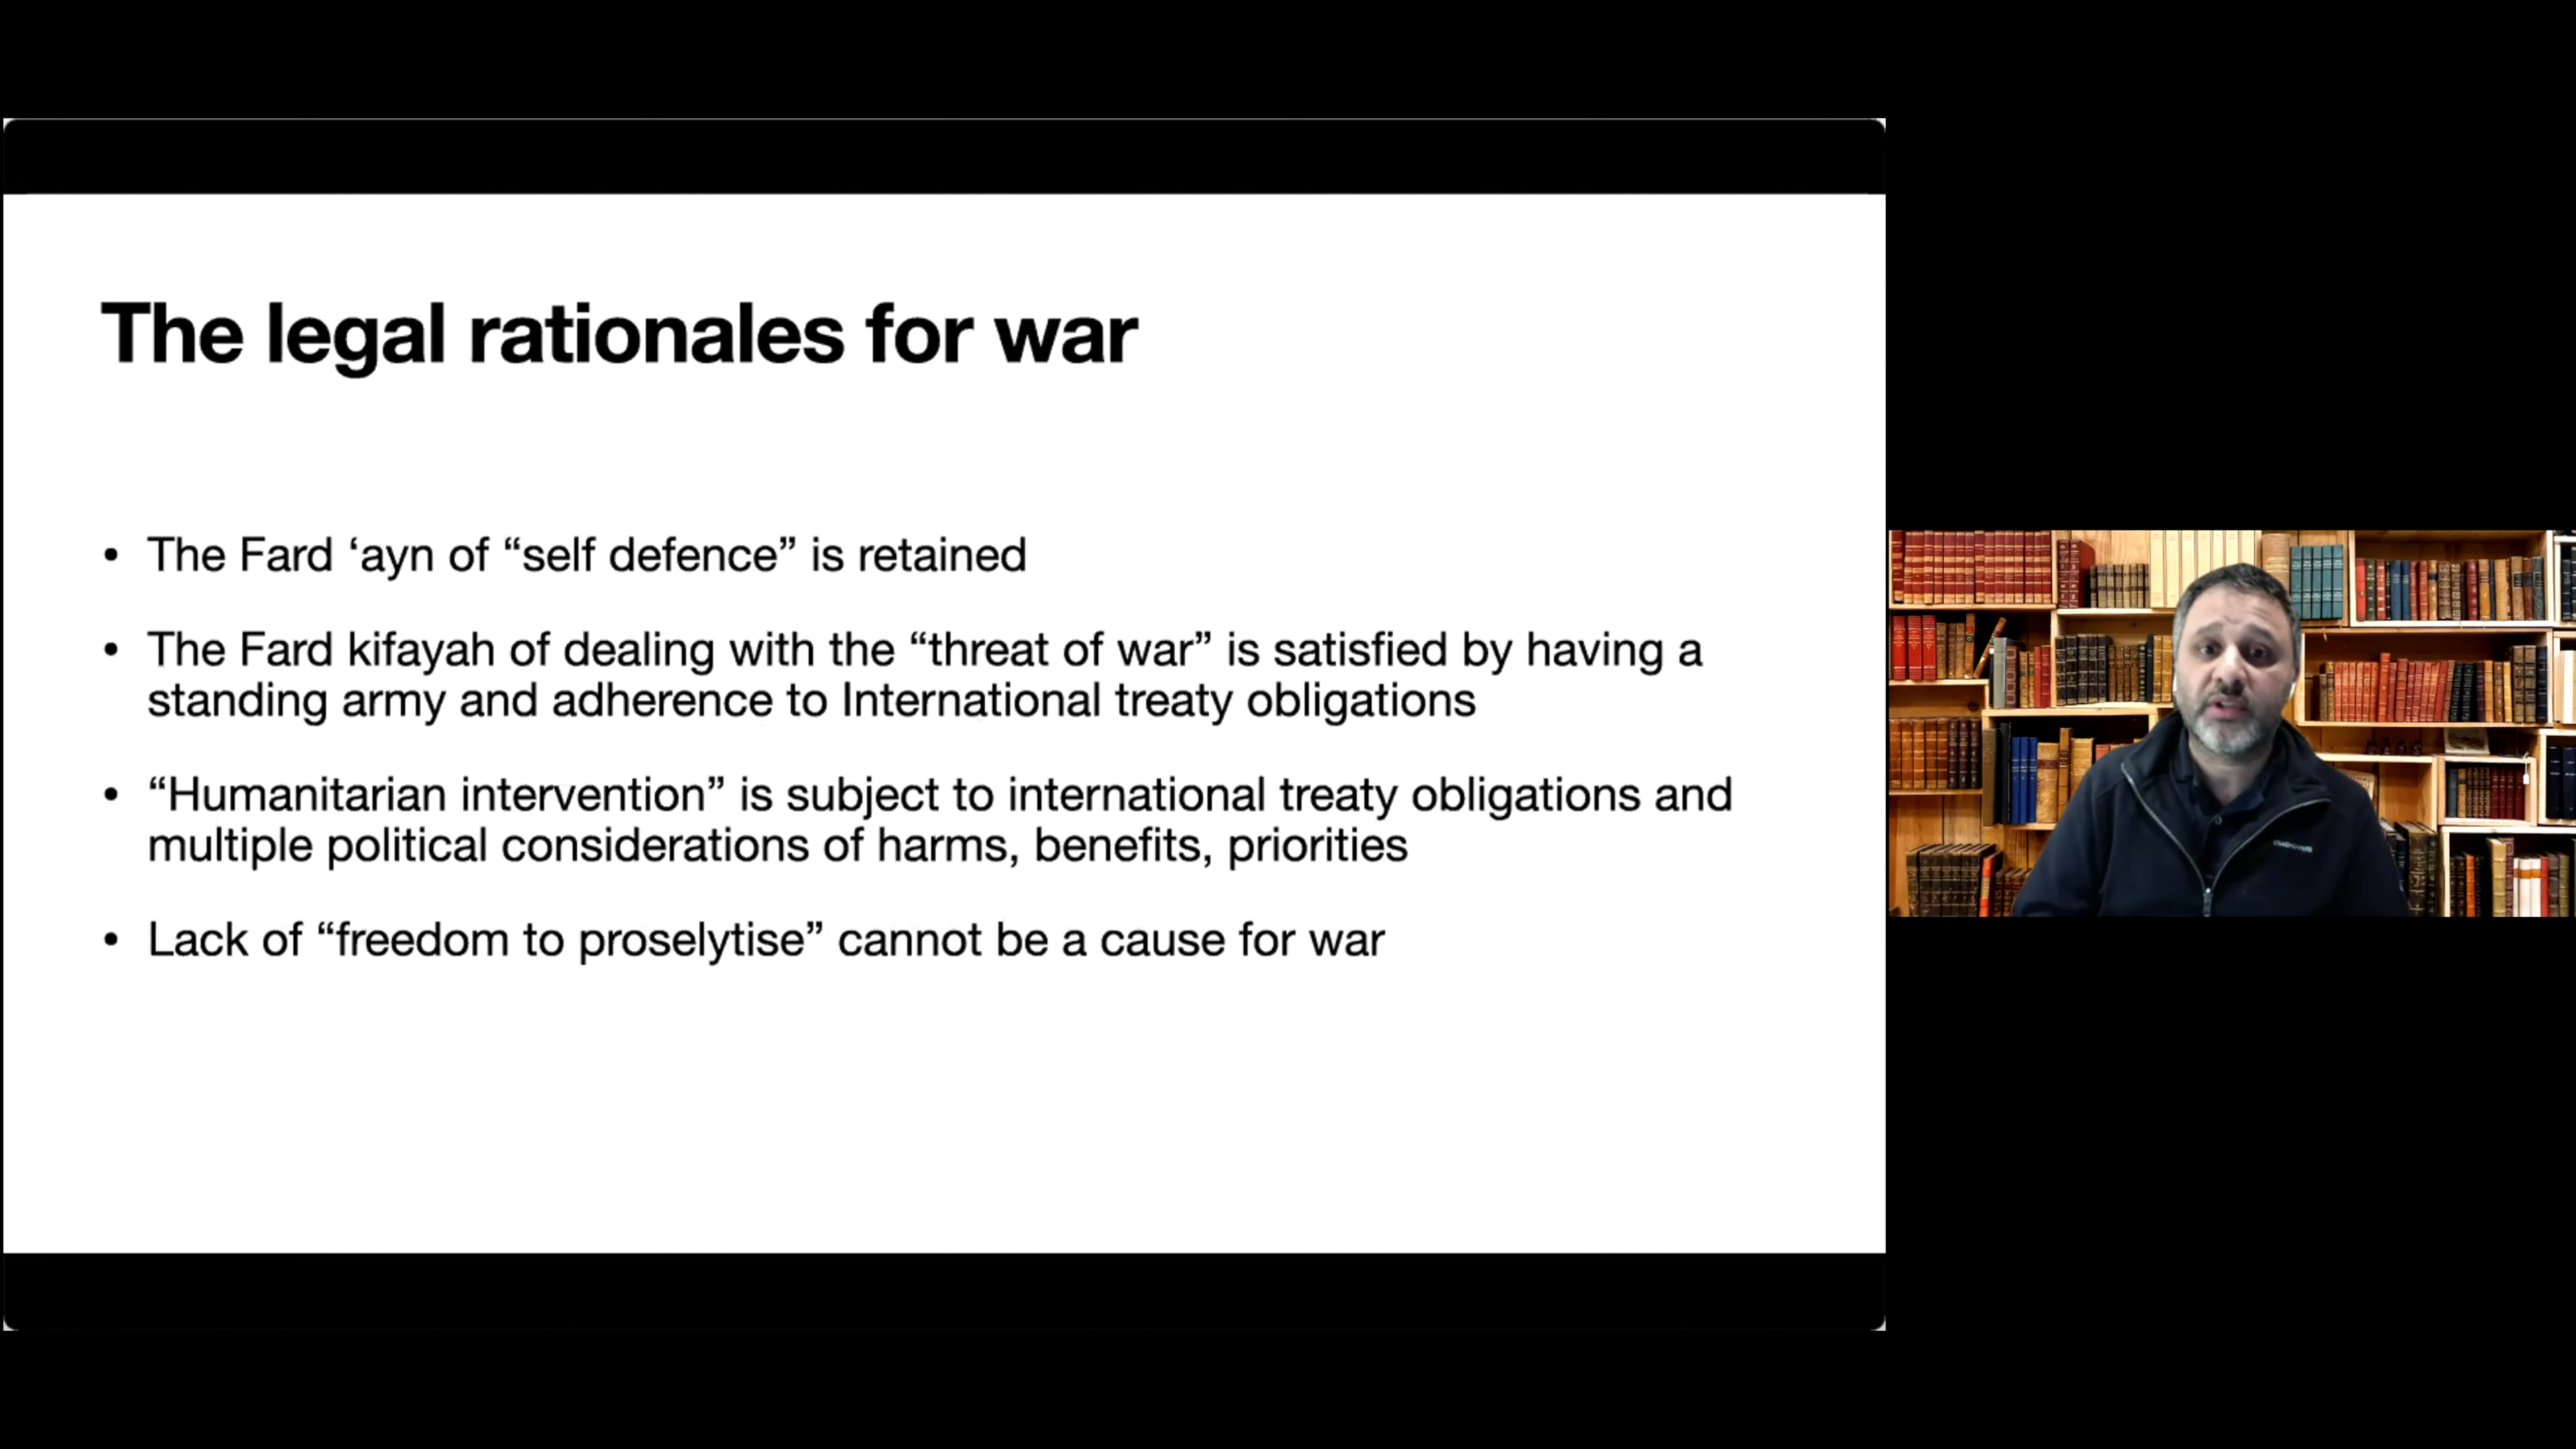 The legal rationales for war
• The Fard ‘ayn of “self defence” is retained
• The Fard kifayah of dealing with the “threat of war” is satisfied by having a
standing army and adherence to International treaty obligations
• “Humanitarian intervention” is subject to international treaty obligations and
multiple political considerations of harms, benefits, priorities
• Lack of “freedom to proselytise” cannot be a cause for war